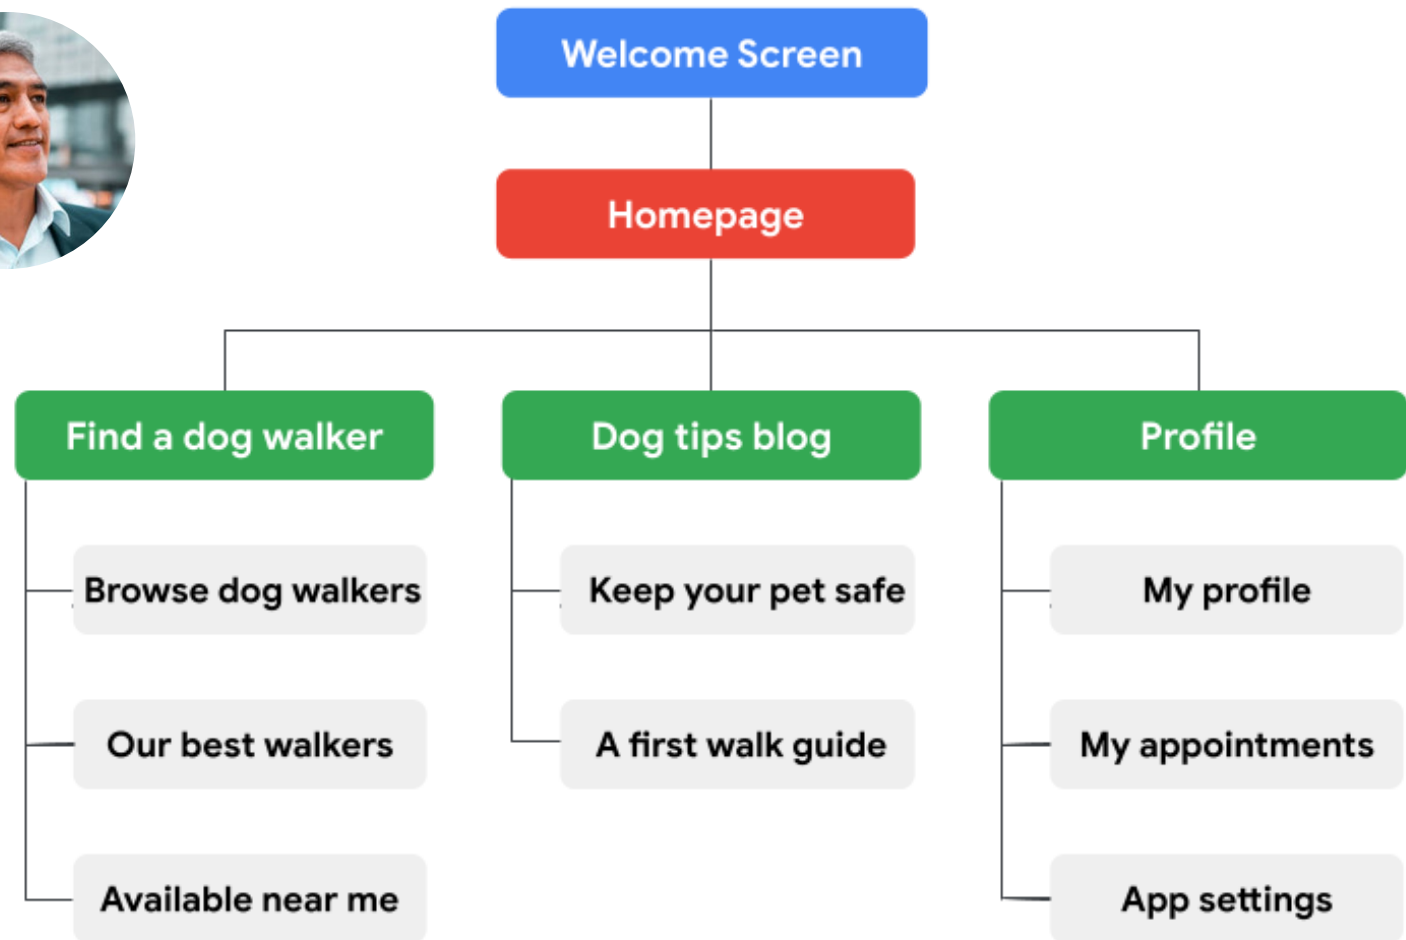 Welcome Screen
Homepage
Find a dog walker
Dog tips blog
Profile
Browse dog walkers
Keep your pet safe
My profile
Our best walkers
A first walk guide
My appointments
Available near me
App settings